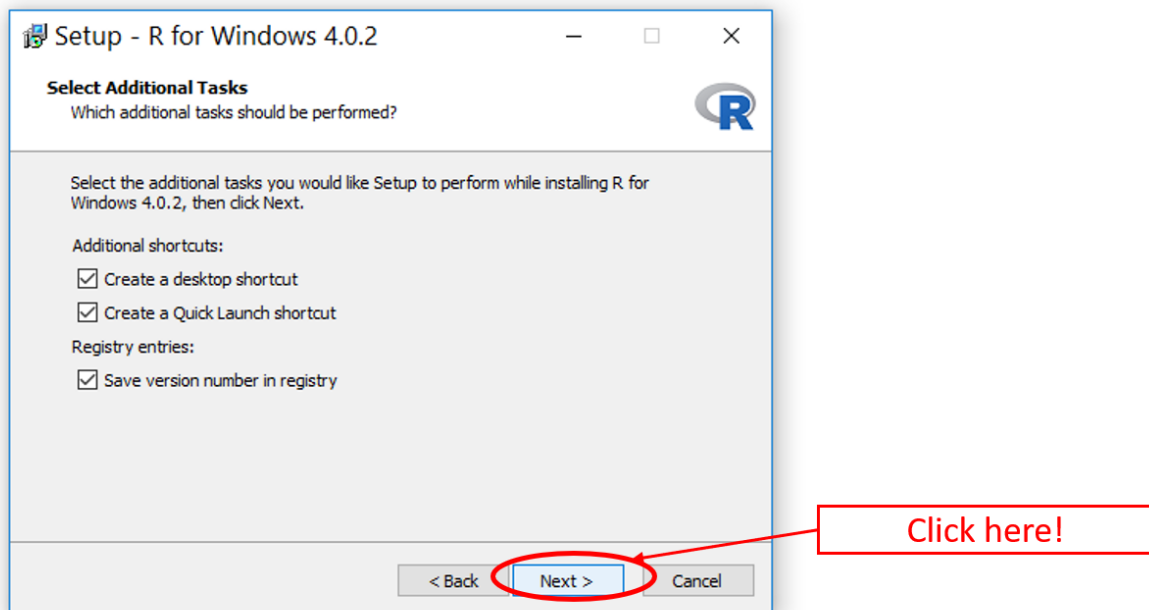 Setup - R for Windows 4.0.2
Select Additional Tasks
Which additional tasks should be performed?
R
Select the additional tasks you would like Setup to perform while installing R for
Windows 4.0.2, then click Next.
Additional shortcuts:
Create a desktop shortcut
Create a Quick Launch shortcut
Registry entries:
Save version number in registry
Click here!
< Back Next > Cancel